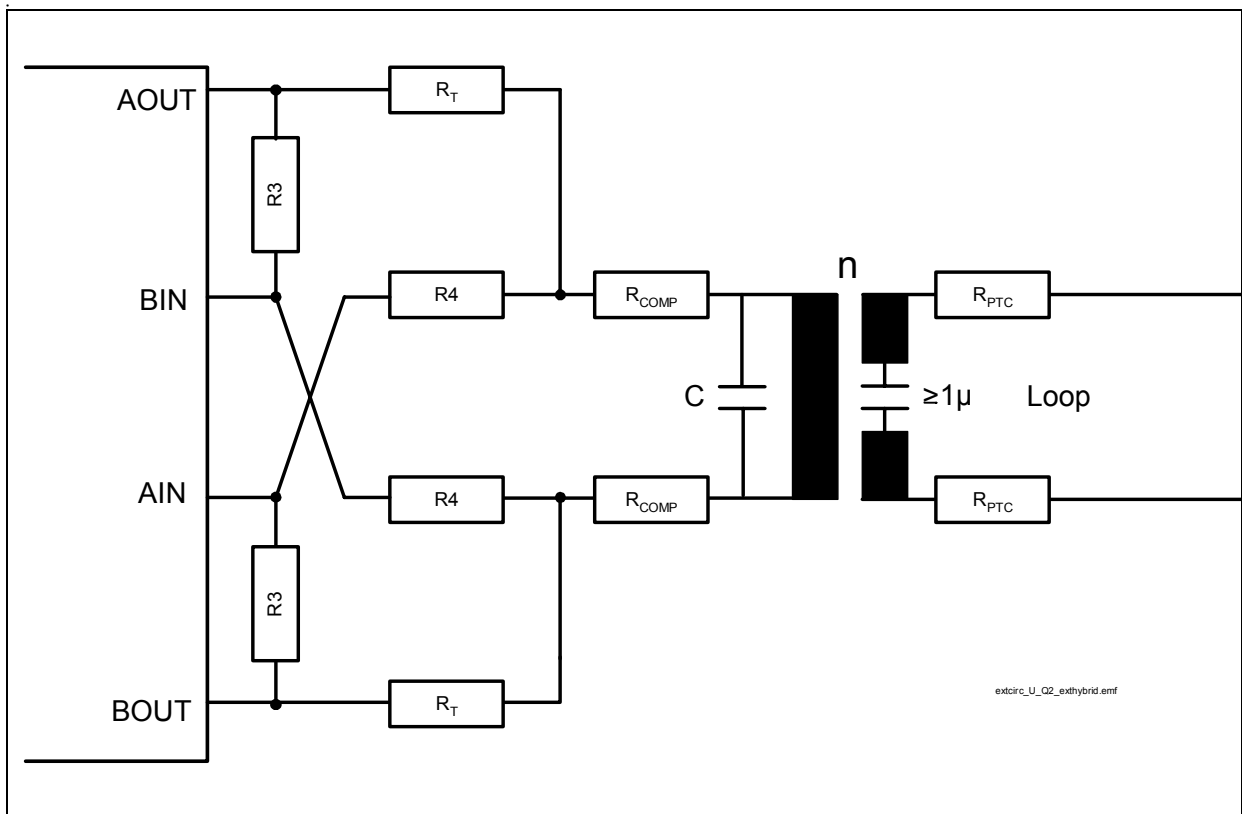 AOUT
R_T
R3
n
BIN
R4
R_COMP
R_PTC
C
≥1µ
Loop
AIN
R4
R_COMP
R_PTC
R3
BOUT
R_T
extcirc_U_Q2_exthybrid.emf